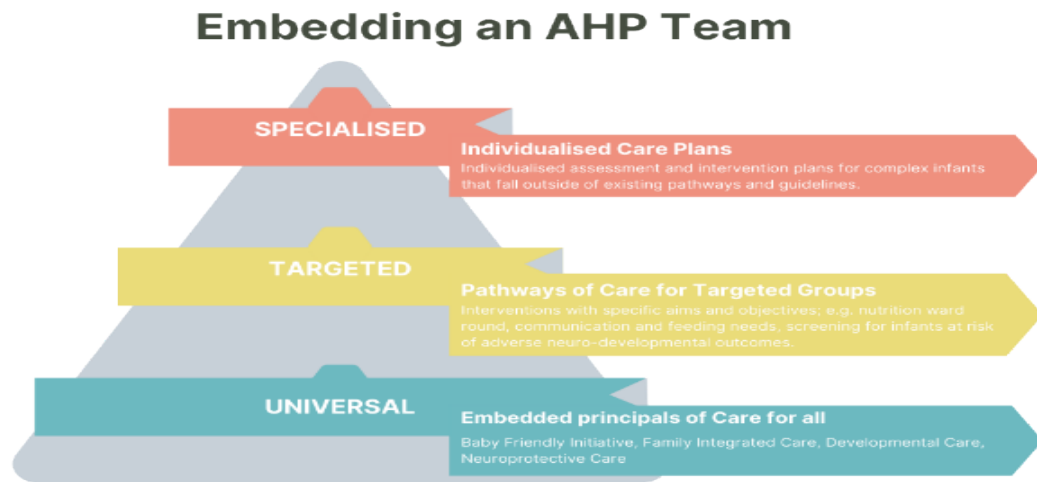 Embedding an AHP Team
SPECIALISED
Individualised Care Plans
Individualised assessment and intervention plans for complex infants
that fall outside of existing pathways and guidelines.
TARGETED
Pathways of Care for Targeted Groups
Interventions with specific aims and objectives; e.g. nutrition ward
round, communication and feeding needs, screening for infants at risk
of adverse neuro-developmental outcomes.
UNIVERSAL
Embedded principals of Care for all
Baby Friendly Initiative, Family Integrated Care, Developmental Care,
Neuroprotective Care